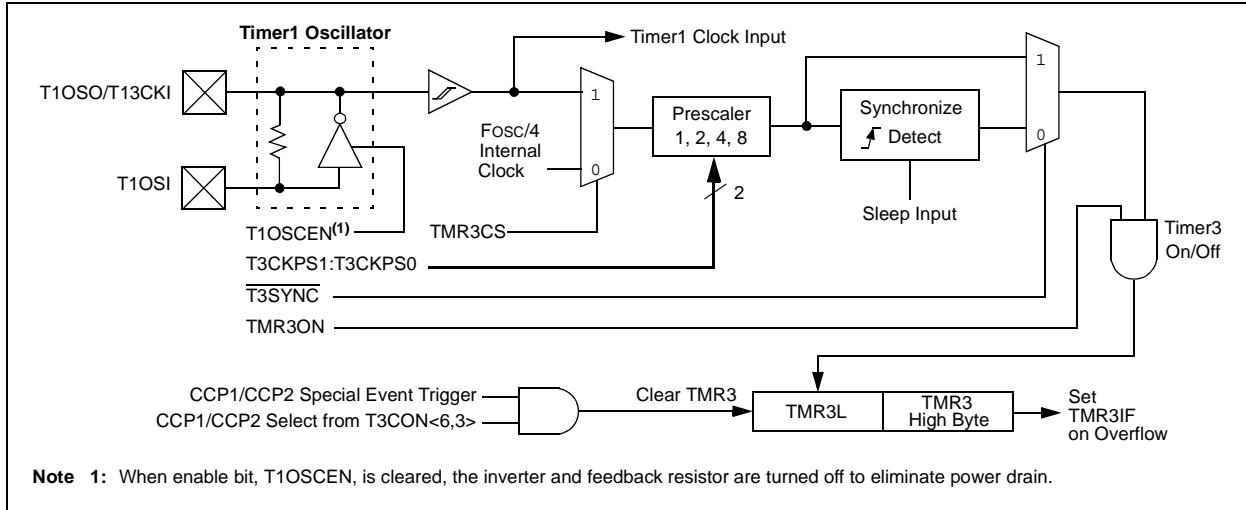 Timer1 Oscillator
Timer1 Clock Input
T1OSO/T13CKI
T1OSI
FOSC/4
Internal
Clock
1
0
Prescaler
1, 2, 4, 8
2
Synchronize
Detect
1
0
Sleep Input
T1OSCEN(1)
TMR3CS
T3CKPS1:T3CKPS0
T3SYNC
TMR3ON
Timer3
On/Off
CCP1/CCP2 Special Event Trigger
CCP1/CCP2 Select from T3CON<6,3>
Clear TMR3
TMR3L
TMR3
High Byte
Set
TMR3IF
on Overflow
Note 1: When enable bit, T1OSCEN, is cleared, the inverter and feedback resistor are turned off to eliminate power drain.